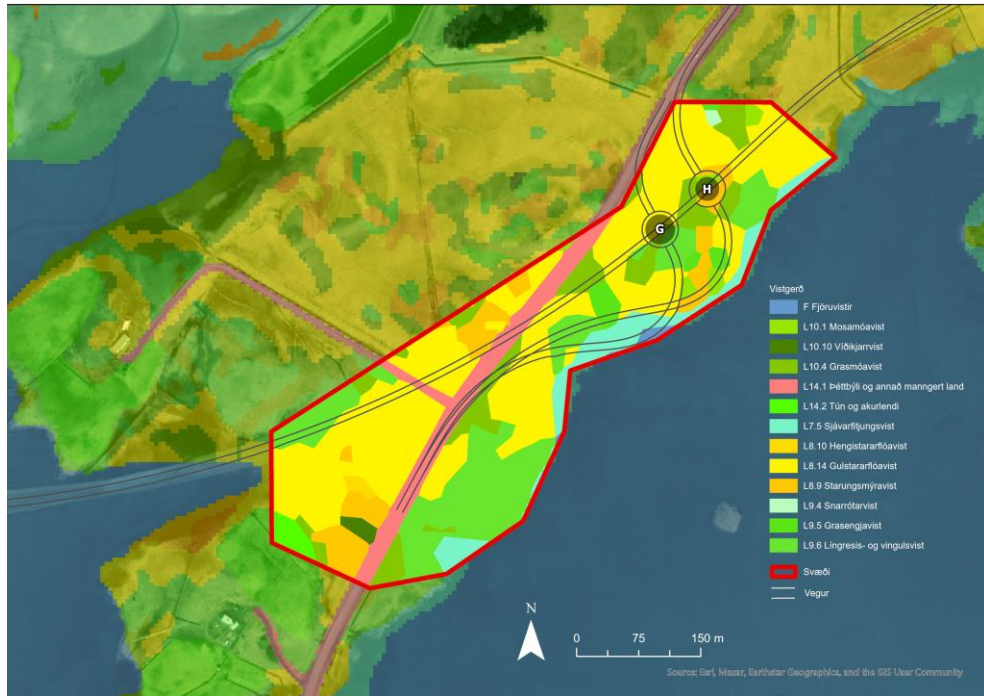 H
G
Vistgerð
F Fjöruvistir
L10.1 Mosamóavist
L10.10 Víðikjarrvist
L10.4 Grasmóavist
L14.1 Þéttbýli og annað manngert land
L14.2 Tún og akurlendi
L7.5 Sjávarfitjungsvist
L8.10 Hengistararflóavist
L8.14 Gulstararflóavist
L8.9 Starungsmýravist
L9.4 Snarrótarvist
L9.5 Grasengjavist
L9.6 Língresis- og vingulsvist
Svæði
Vegur
N
0 75 150 m
Source: Esri, Maxar, Earthstar Geographics, and the GIS User Community